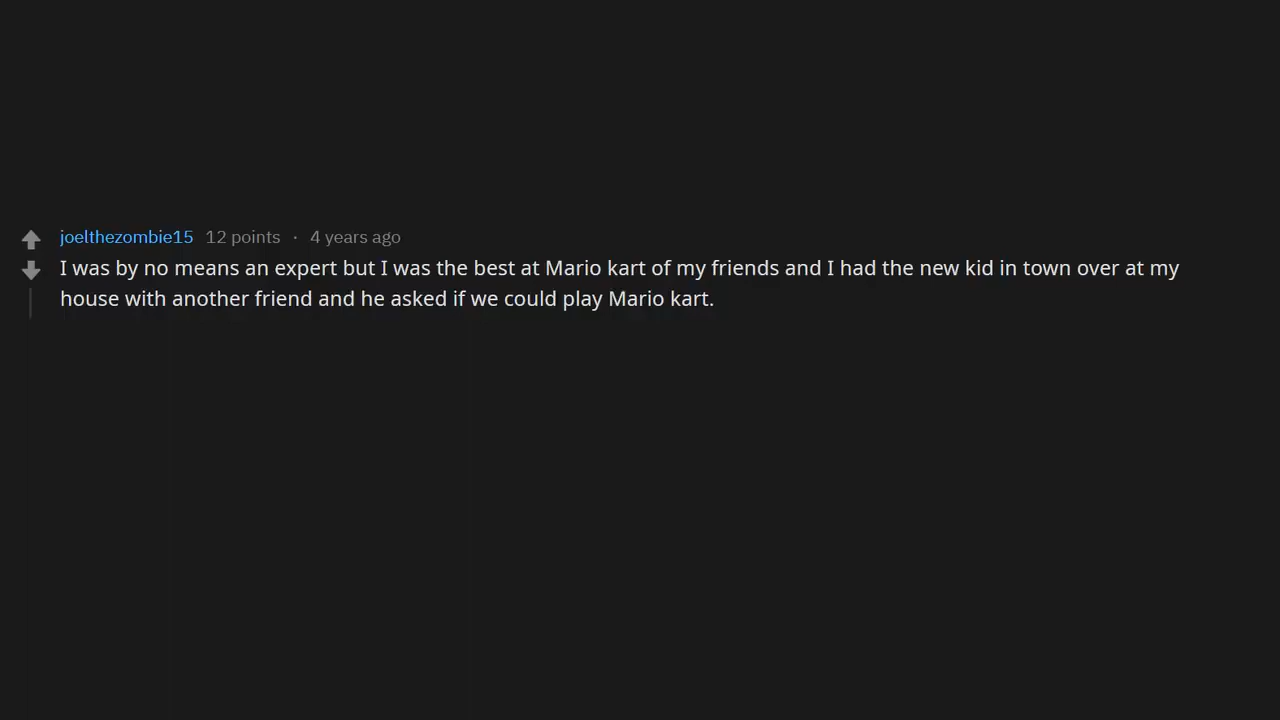 joelthezombie15 12 points · 4 years ago
I was by no means an expert but I was the best at Mario kart of my friends and I had the new kid in town over at my
house with another friend and he asked if we could play Mario kart.